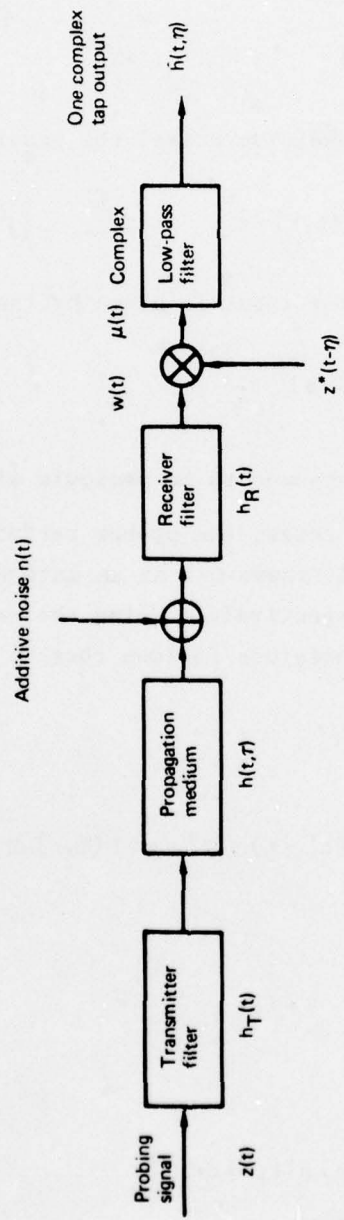 Probing
signal
z(t)
Transmitter
filter
h_T(t)
Propagation
medium
h(t,τ)
Additive noise n(t)
Receiver
filter
h_R(t)
w(t)
z*(t-η)
μ(t)
Complex
Low-pass
filter
One complex
tap output
ĥ(t,η)